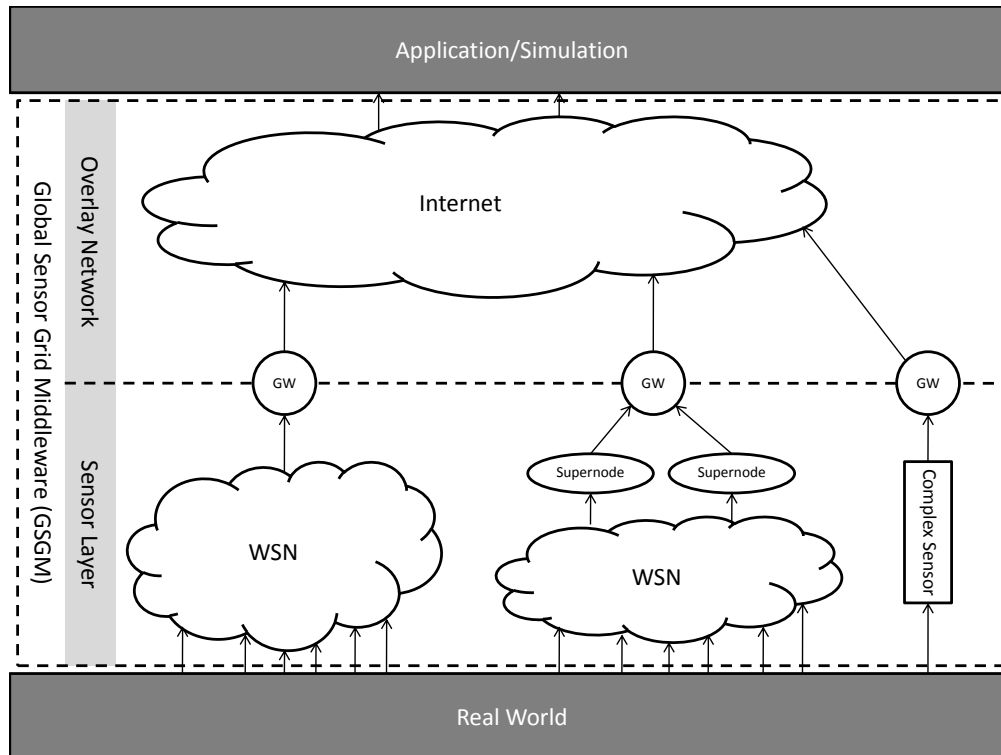 Application/Simulation
Global Sensor Grid Middleware (GSGM)
Overlay Network
Internet
GW
GW
GW
Sensor Layer
Supernode
Supernode
WSN
WSN
Complex Sensor
Real World